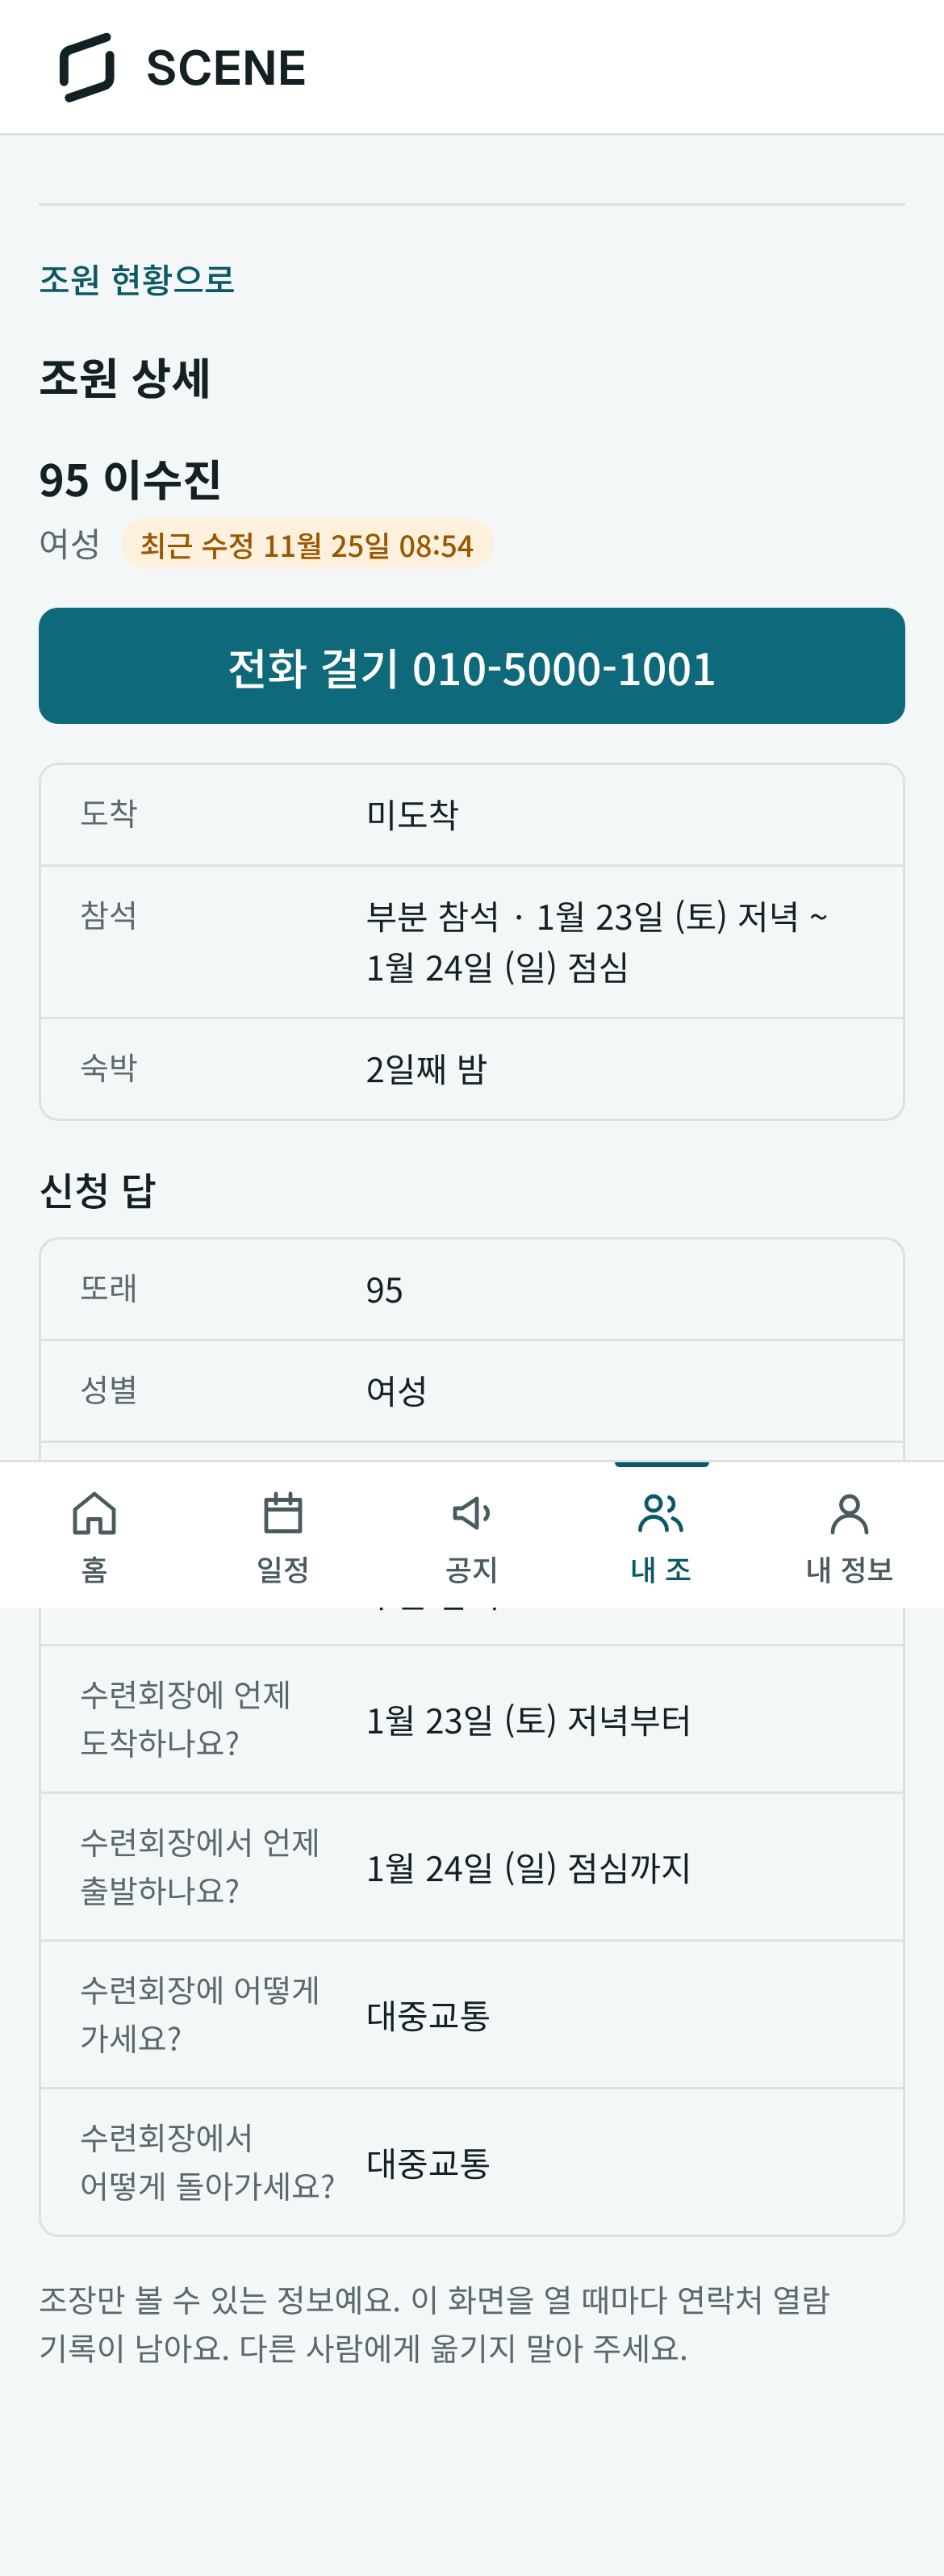 SCENE
조원 현황으로
조원 상세
95 이수진
여성 최근 수정 11월 25일 08:54
전화 걸기 010-5000-1001
도착 미도착
참석 부분 참석 · 1월 23일 (토) 저녁 ~
1월 24일 (일) 점심
숙박 2일째 밤
신청 답
또래 95
성별 여성
홈 일정 공지 내 조 내 정보
수련회장에 언제
도착하나요?
1월 23일 (토) 저녁부터
수련회장에서 언제
출발하나요?
1월 24일 (일) 점심까지
수련회장에 어떻게
가세요?
대중교통
수련회장에서
어떻게 돌아가세요?
대중교통
조장만 볼 수 있는 정보예요. 이 화면을 열 때마다 연락처 열람
기록이 남아요. 다른 사람에게 옮기지 말아 주세요.